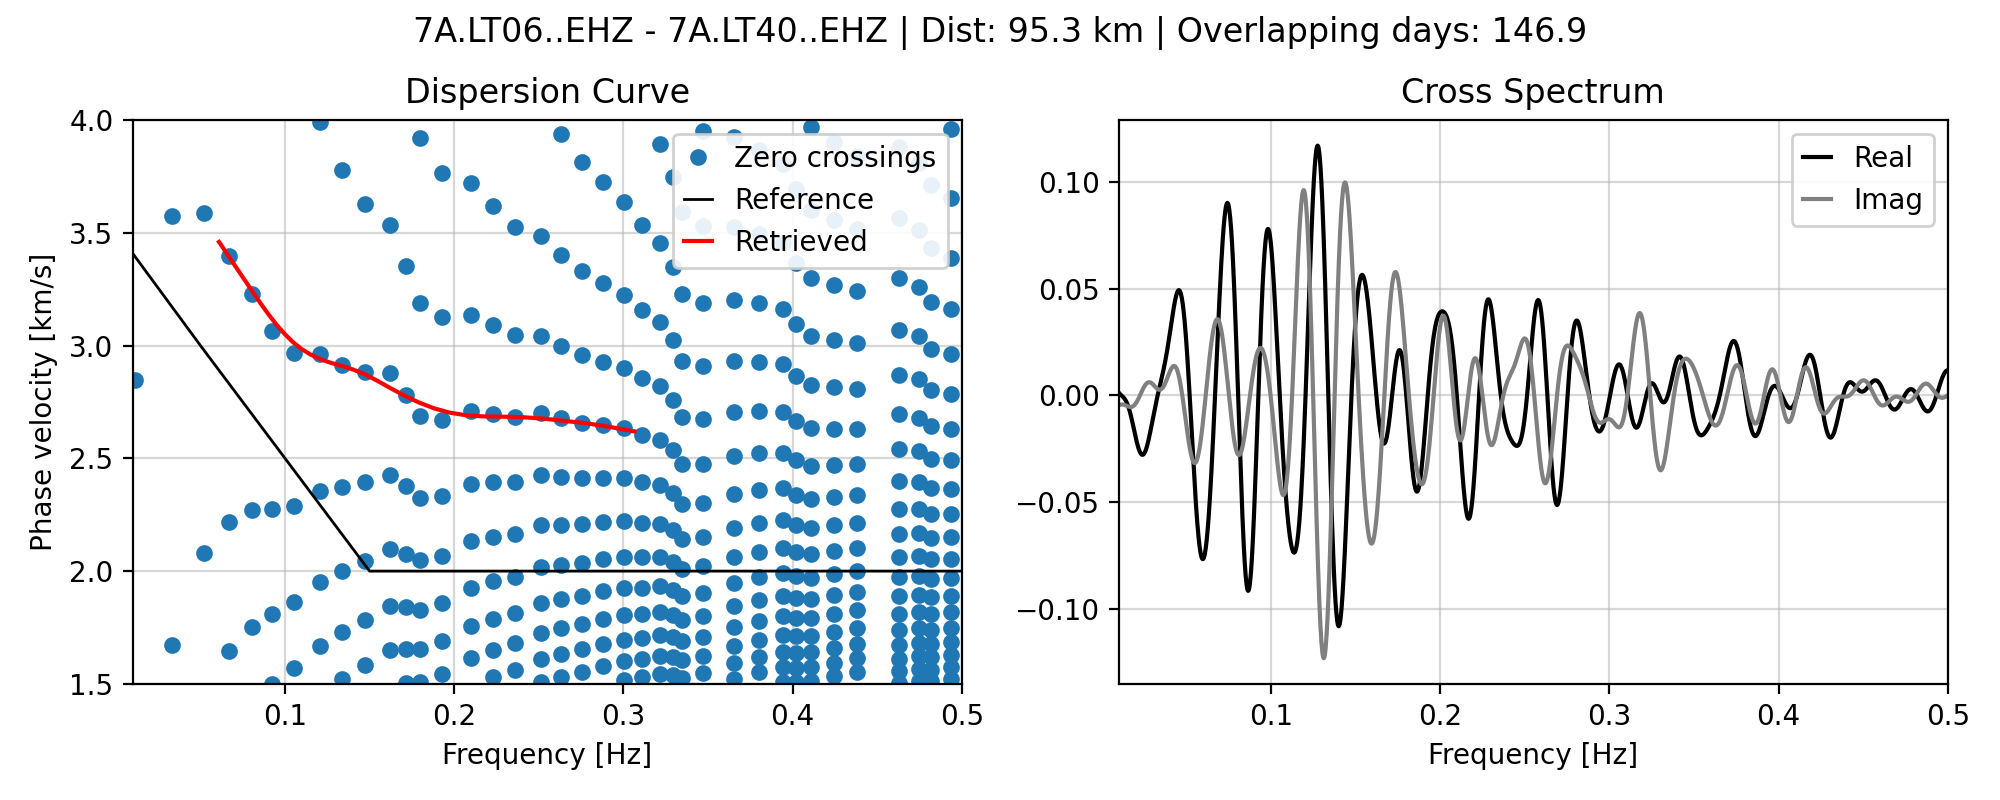 7A.LT06..EHZ - 7A.LT40..EHZ | Dist: 95.3 km | Overlapping days: 146.9
Dispersion Curve
Phase velocity [km/s]
4.0
3.5
3.0
2.5
2.0
1.5
0.1
0.2
0.3
0.4
0.5
Frequency [Hz]
Zero crossings
Reference
Retrieved
Cross Spectrum
0.10
0.05
0.00
−0.05
−0.10
0.1
0.2
0.3
0.4
0.5
Frequency [Hz]
Real
Imag